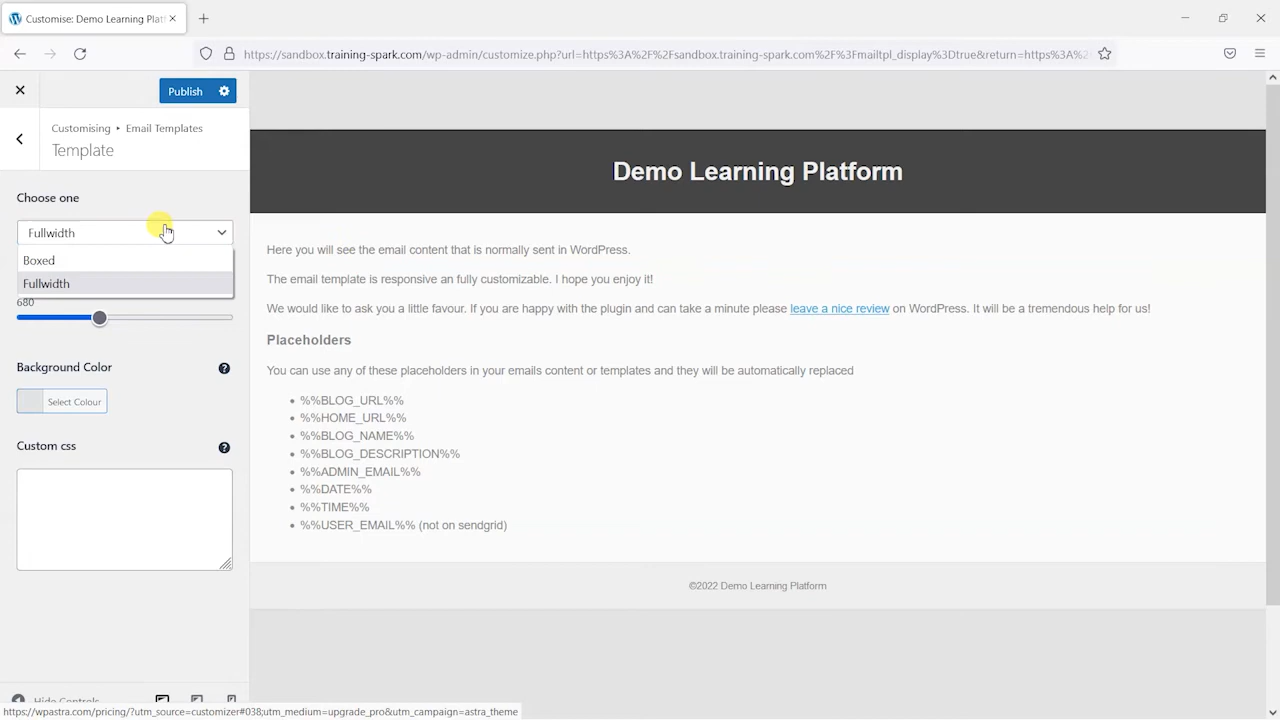 Customise: Demo Learning Plat
https://sandbox.training-spark.com/wp-admin/customize.php?url=https%3A%2F%2Fsandbox.training-spark.com%2F%3Fmailtpl_display%3Dtrue&return=https%3A%2
Publish
Customising ▸ Email Templates
Template
Choose one
Fullwidth
Boxed
Fullwidth
680
Background Color
Select Colour
Custom css
Hide Controls
Demo Learning Platform
Here you will see the email content that is normally sent in WordPress.
The email template is responsive an fully customizable. I hope you enjoy it!
We would like to ask you a little favour. If you are happy with the plugin and can take a minute please leave a nice review on WordPress. It will be a tremendous help for us!
Placeholders
You can use any of these placeholders in your emails content or templates and they will be automatically replaced
• %%BLOG_URL%%
• %%HOME_URL%%
• %%BLOG_NAME%%
• %%BLOG_DESCRIPTION%%
• %%ADMIN_EMAIL%%
• %%DATE%%
• %%TIME%%
• %%USER_EMAIL%% (not on sendgrid)
©2022 Demo Learning Platform
https://wpastra.com/pricing/?utm_source=customizer#038;utm_medium=upgrade_pro&utm_campaign=astra_theme